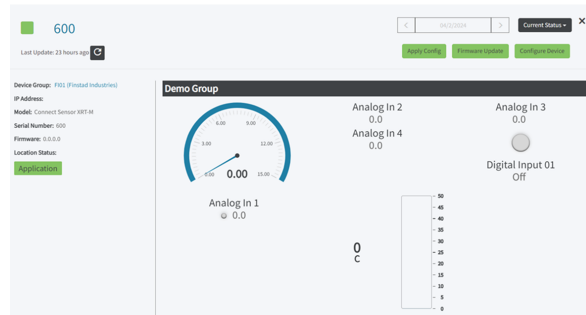 600
04/2/2024
Current Status
Last Update: 23 hours ago
Apply Config
Firmware Update
Configure Device
Device Group: FI01 (Finstad Industries)
IP Address:
Model: Connect Sensor XRT-M
Serial Number: 600
Firmware: 0.0.0.0
Location Status:
Application
Demo Group
6.00 9.00
3.00 12.00
0.00 0.00 15.00
Analog In 1
0.0
Analog In 2
0.0
Analog In 4
0.0
Analog In 3
0.0
Digital Input 01
Off
0
C
50
45
40
35
30
25
20
15
10
5
0